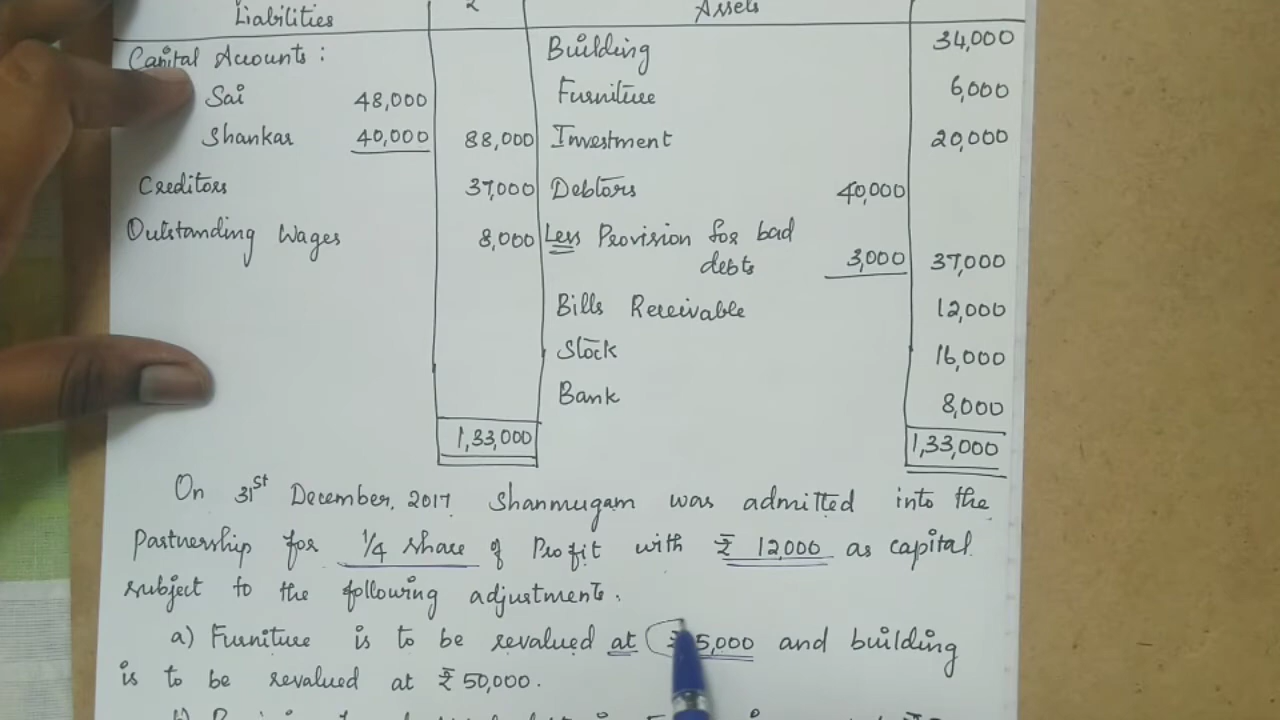 Liabilities ₹ Assets
Capital Accounts : Building 34,000
Sai 48,000 Furniture 6,000
Shankar 40,000 88,000 Investment 20,000
Creditors 37,000 Debtors 40,000
Outstanding Wages 8,000 Less Provision for bad
debts 3,000 37,000
Bills Receivable 12,000
Stock 16,000
Bank 8,000
1,33,000 1,33,000
On 31st December, 2017 Shanmugam was admitted into the
Partnership for 1/4 share of Profit with ₹ 12,000 as capital
subject to the following adjustments.
a) Furniture is to be revalued at ₹ 5,000 and building
is to be revalued at ₹ 50,000.